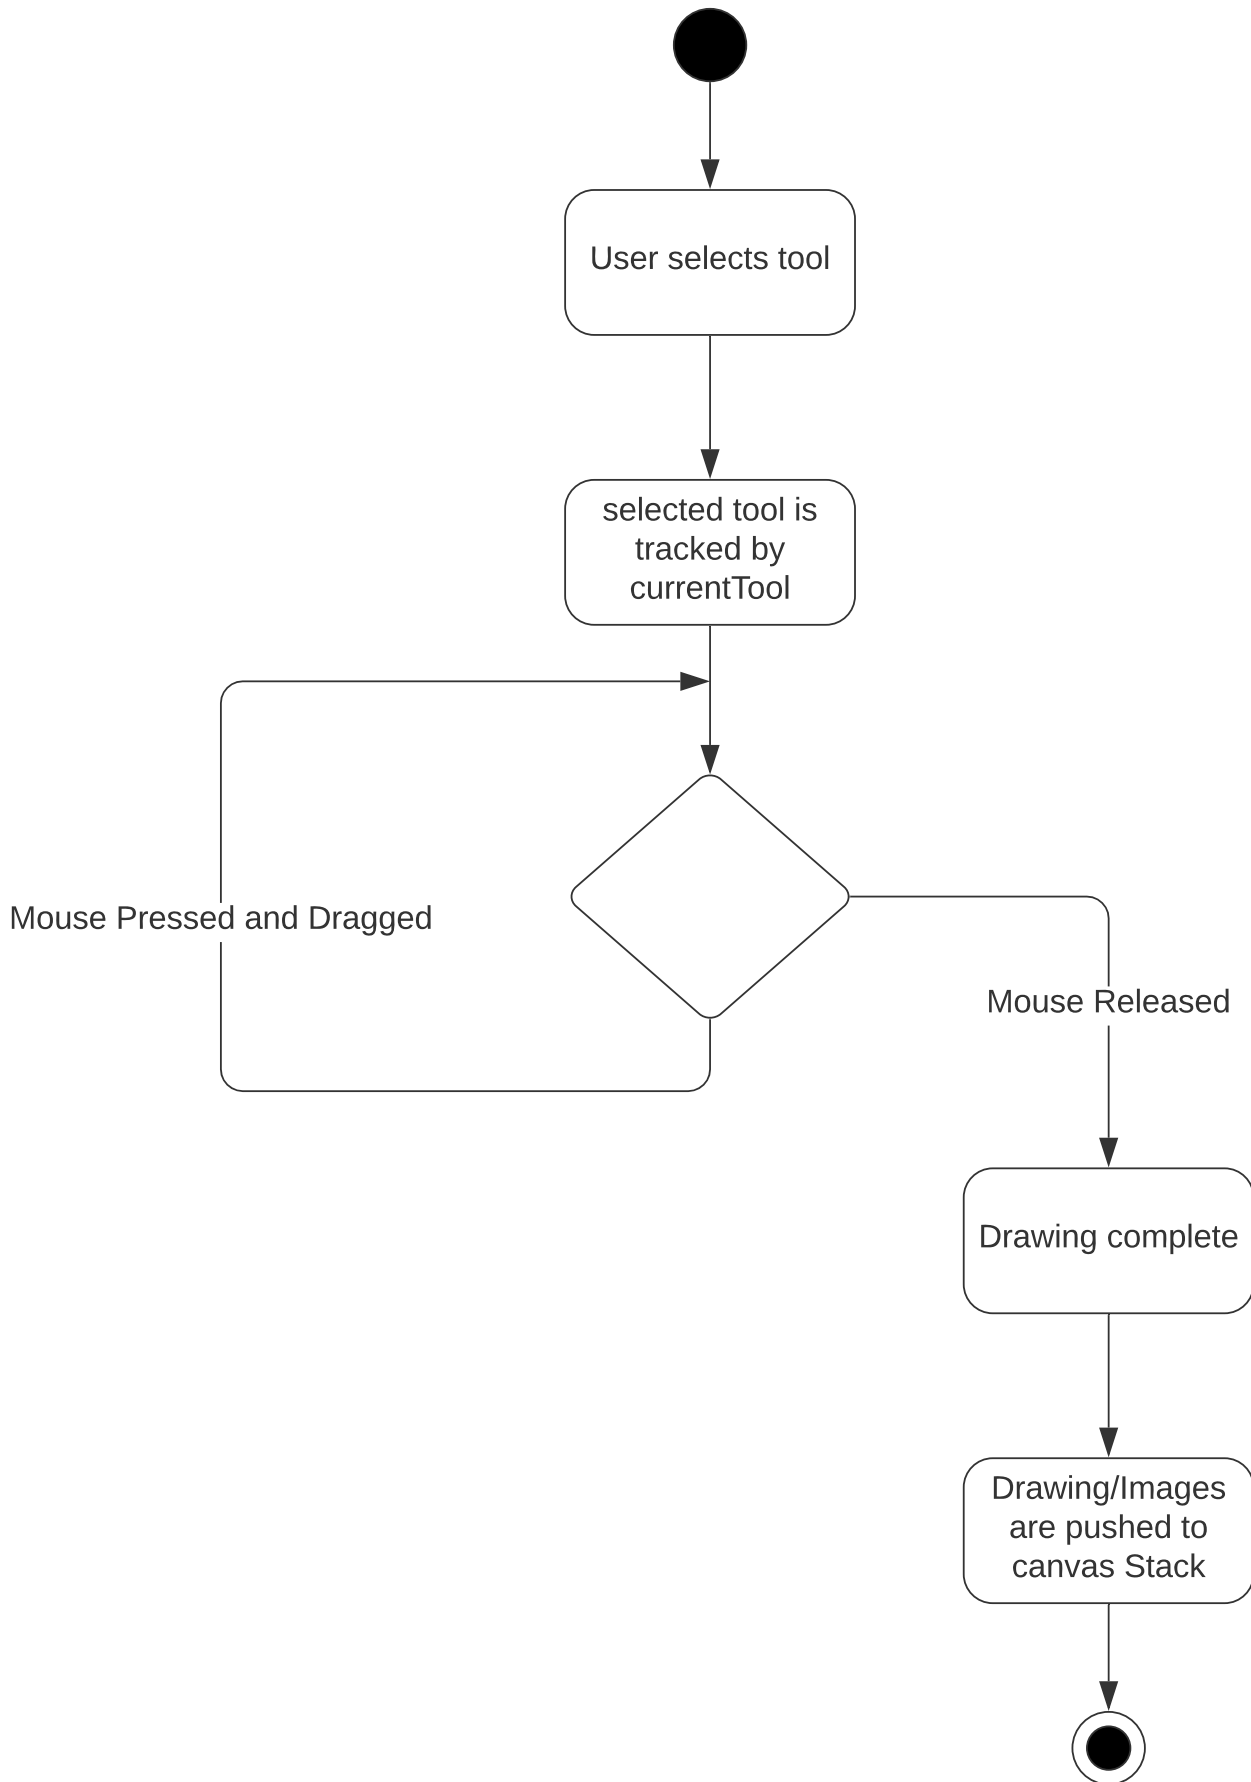 User selects tool
selected tool is
tracked by
currentTool
Mouse Pressed and Dragged
Mouse Released
Drawing complete
Drawing/Images
are pushed to
canvas Stack